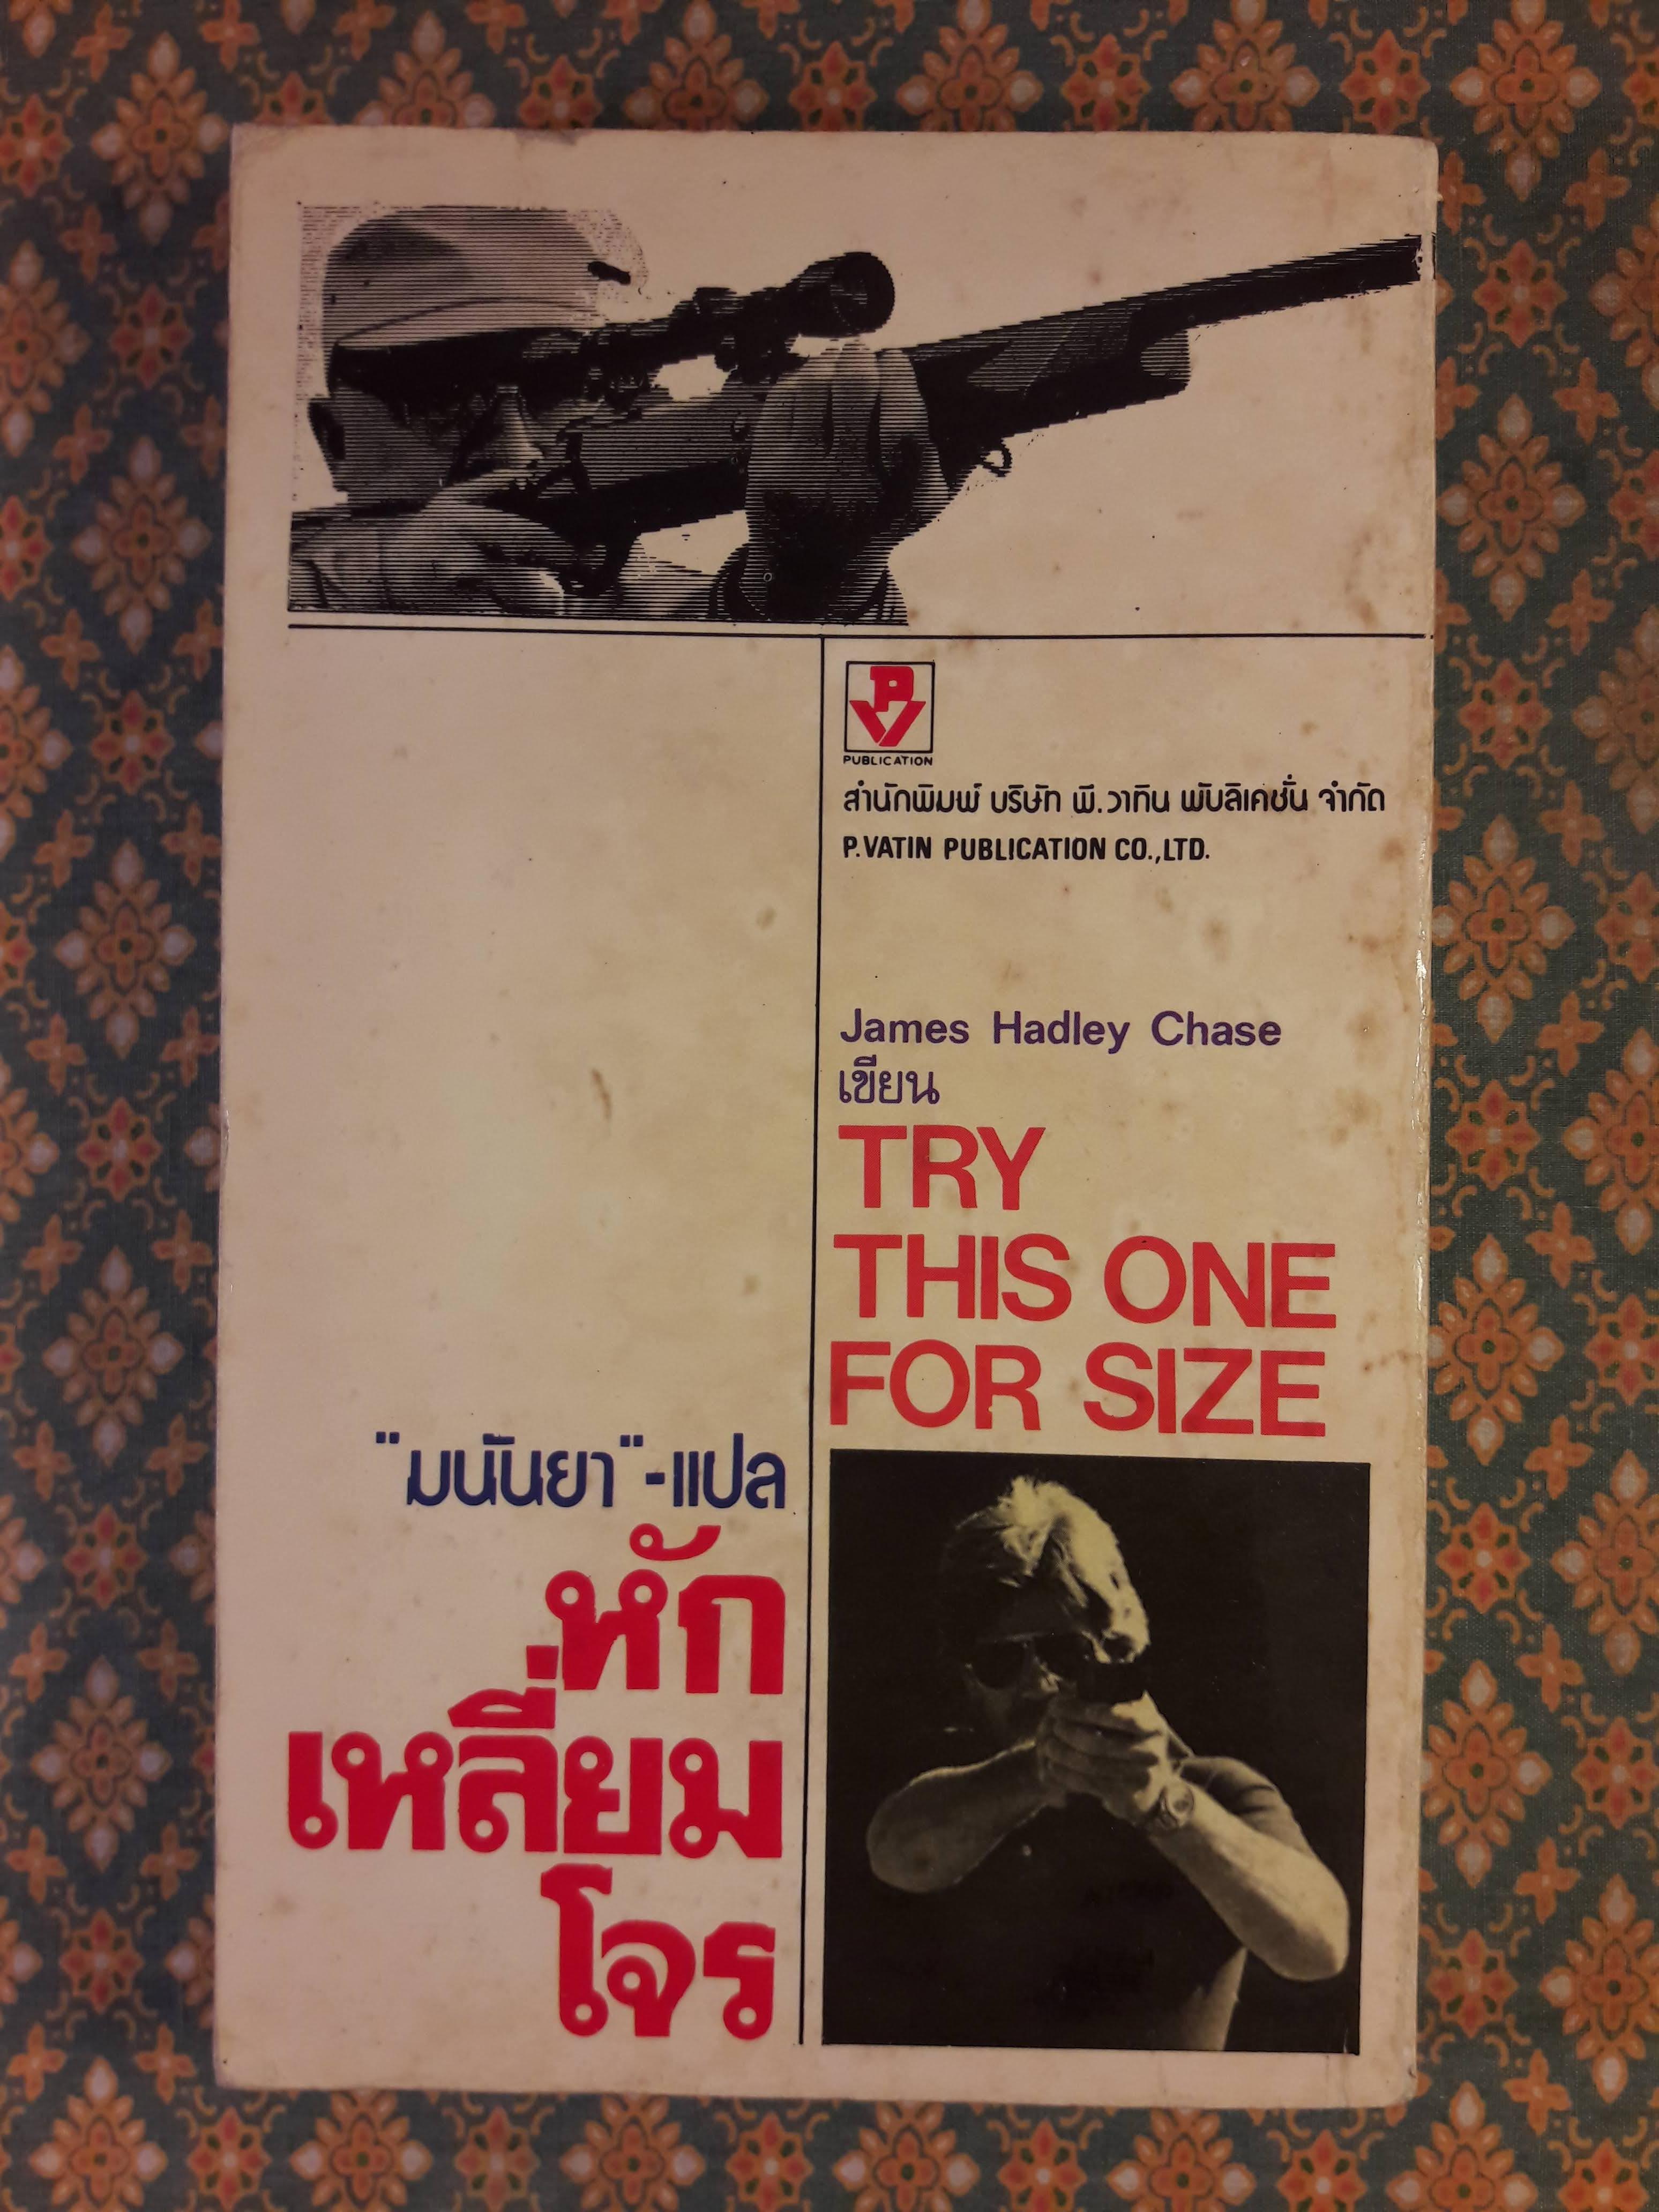 PV
PUBLICATION
สำนักพิมพ์ บริษัท พี.วาทิน พับลิเคชั่น จำกัด
P.VATIN PUBLICATION CO.,LTD.
James Hadley Chase
เขียน
TRY
THIS ONE
FOR SIZE
"มนันยา"-แปล
หัก
เหลี่ยม
โจร